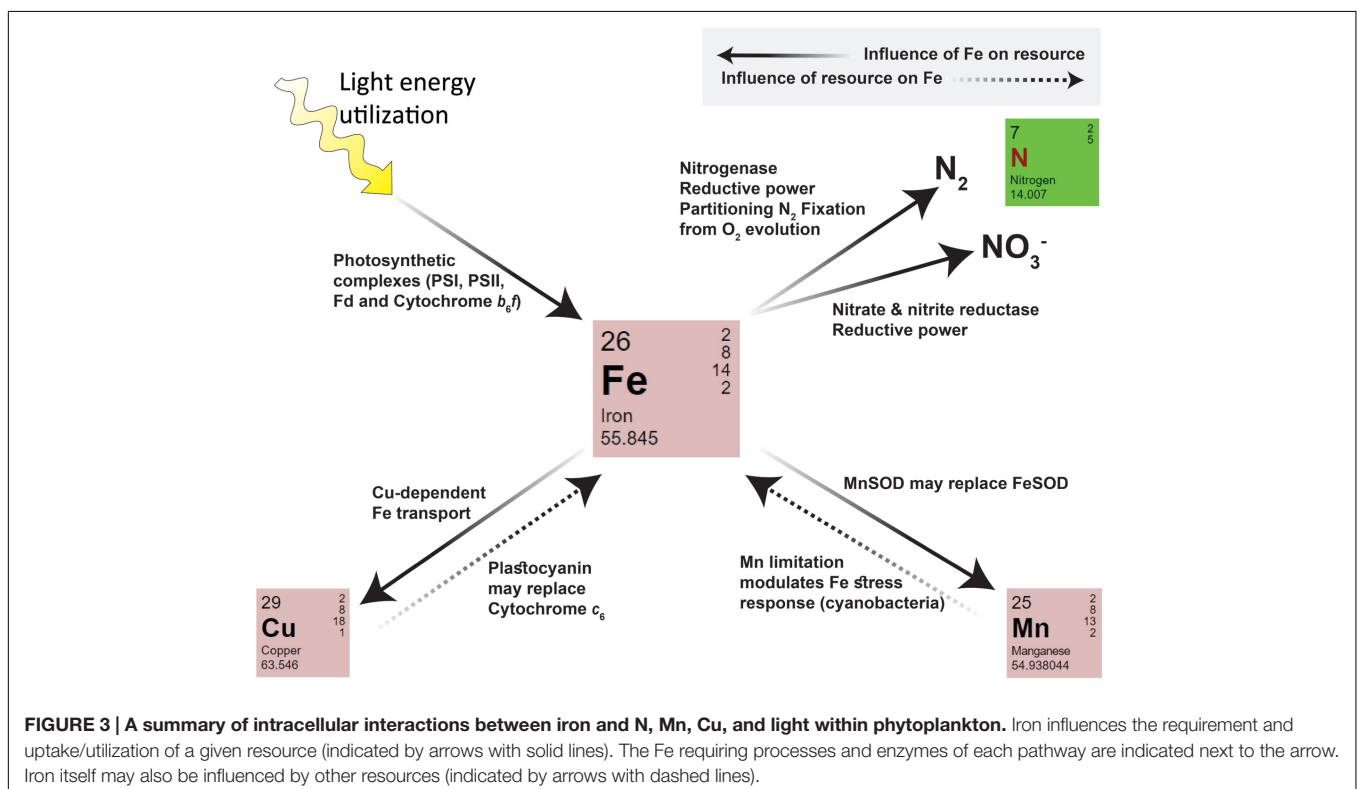 Light energy
utilization
Influence of Fe on resource
Influence of resource on Fe
7
2
5
N
Nitrogen
14.007
Nitrogenase
Reductive power
Partitioning N₂ Fixation
from O₂ evolution
N₂
NO₃⁻
Nitrate & nitrite reductase
Reductive power
Photosynthetic
complexes (PSI, PSII,
Fd and Cytochrome b₆f)
26
2
8
14
2
Fe
Iron
55.845
Cu-dependent
Fe transport
Plastocyanin
may replace
Cytochrome c₆
MnSOD may replace FeSOD
Mn limitation
modulates Fe stress
response (cyanobacteria)
29
2
8
18
1
Cu
Copper
63.546
25
2
8
13
2
Mn
Manganese
54.938044
FIGURE 3 | A summary of intracellular interactions between iron and N, Mn, Cu, and light within phytoplankton. Iron influences the requirement and
uptake/utilization of a given resource (indicated by arrows with solid lines). The Fe requiring processes and enzymes of each pathway are indicated next to the arrow.
Iron itself may also be influenced by other resources (indicated by arrows with dashed lines).